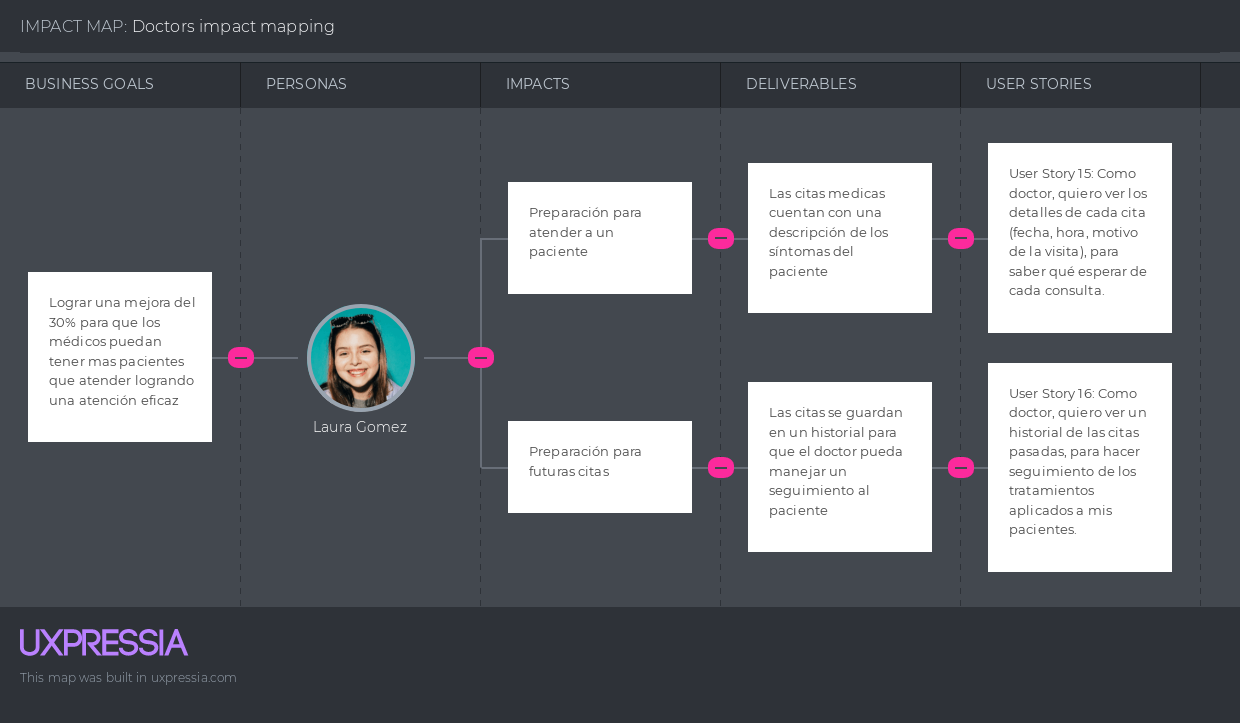 IMPACT MAP: Doctors impact mapping
BUSINESS GOALS
PERSONAS
IMPACTS
DELIVERABLES
USER STORIES
Lograr una mejora del
30% para que los
médicos puedan
tener mas pacientes
que atender logrando
una atención eficaz
Laura Gomez
Preparación para
atender a un
paciente
Las citas medicas
cuentan con una
descripción de los
síntomas del
paciente
User Story 15: Como
doctor, quiero ver los
detalles de cada cita
(fecha, hora, motivo
de la visita), para
saber qué esperar de
cada consulta.
Preparación para
futuras citas
Las citas se guardan
en un historial para
que el doctor pueda
manejar un
seguimiento al
paciente
User Story 16: Como
doctor, quiero ver un
historial de las citas
pasadas, para hacer
seguimiento de los
tratamientos
aplicados a mis
pacientes.
UXPRESSIA
This map was built in uxpressia.com